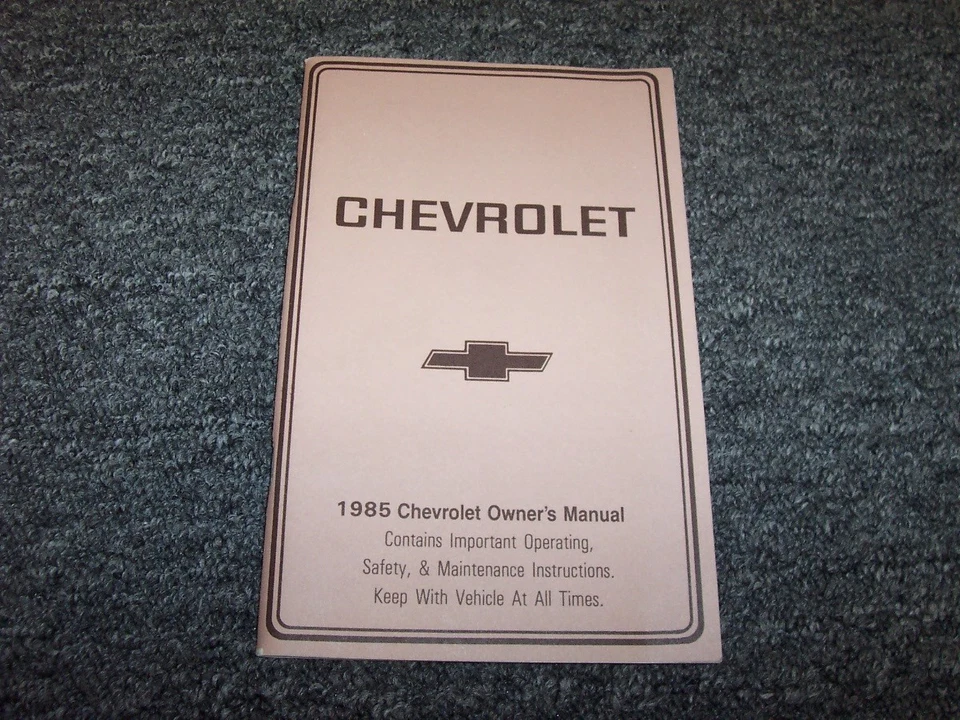 CHEVROLET
1985 Chevrolet Owner's Manual
Contains Important Operating,
Safety, & Maintenance Instructions.
Keep With Vehicle At All Times.